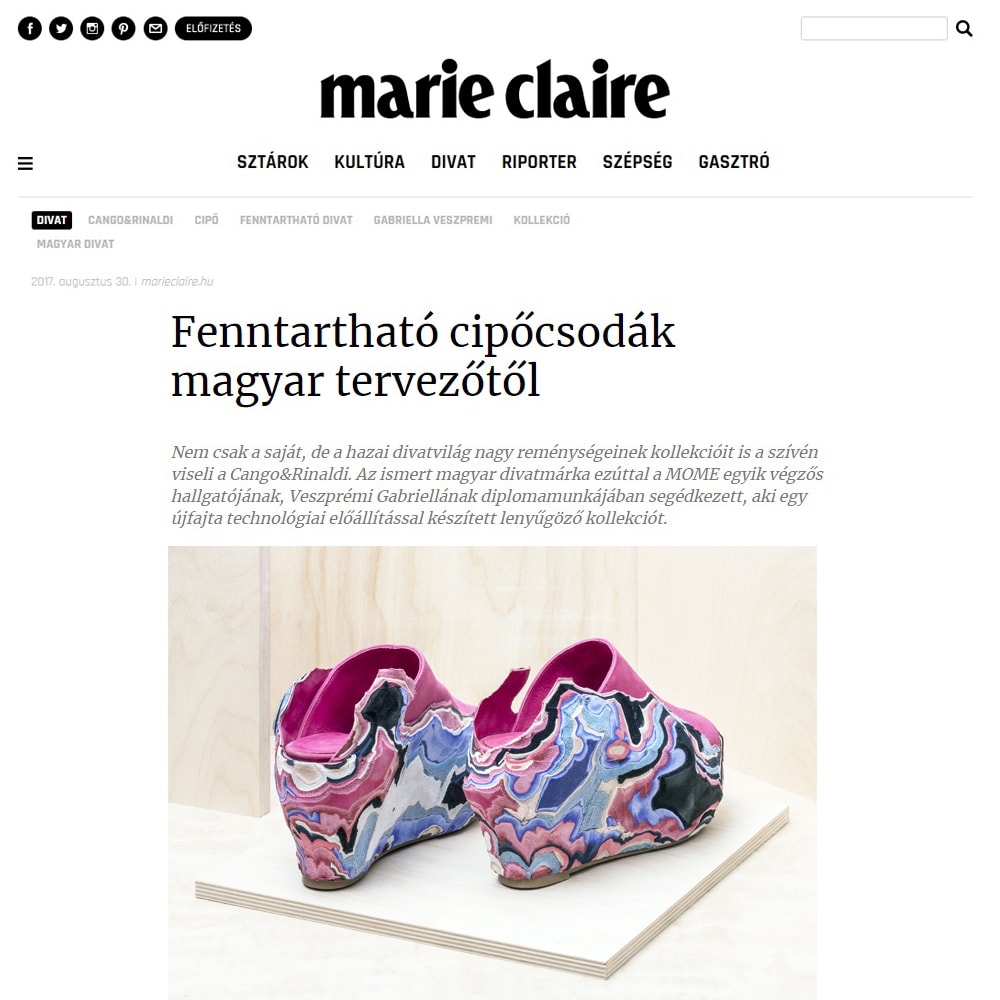 ELŐFIZETÉS
marie claire
SZTÁROK KULTÚRA DIVAT RIPORTER SZÉPSÉG GASZTRÓ
DIVAT CANGO&RINALDI CIPŐ FENNTARTHATÓ DIVAT GABRIELLA VESZPREMI KOLLEKCIÓ
MAGYAR DIVAT
2017. augusztus 30. | marieclaire.hu
Fenntartható cipőcsodák
magyar tervezőtől
Nem csak a saját, de a hazai divatvilág nagy reménységeinek kollekcióit is a szívén
viseli a Cango&Rinaldi. Az ismert magyar divatmárka ezúttal a MOME egyik végzős
hallgatójának, Veszprémi Gabriellának diplomamunkájában segédkezett, aki egy
újfajta technológiai előállítással készített lenyűgöző kollekciót.